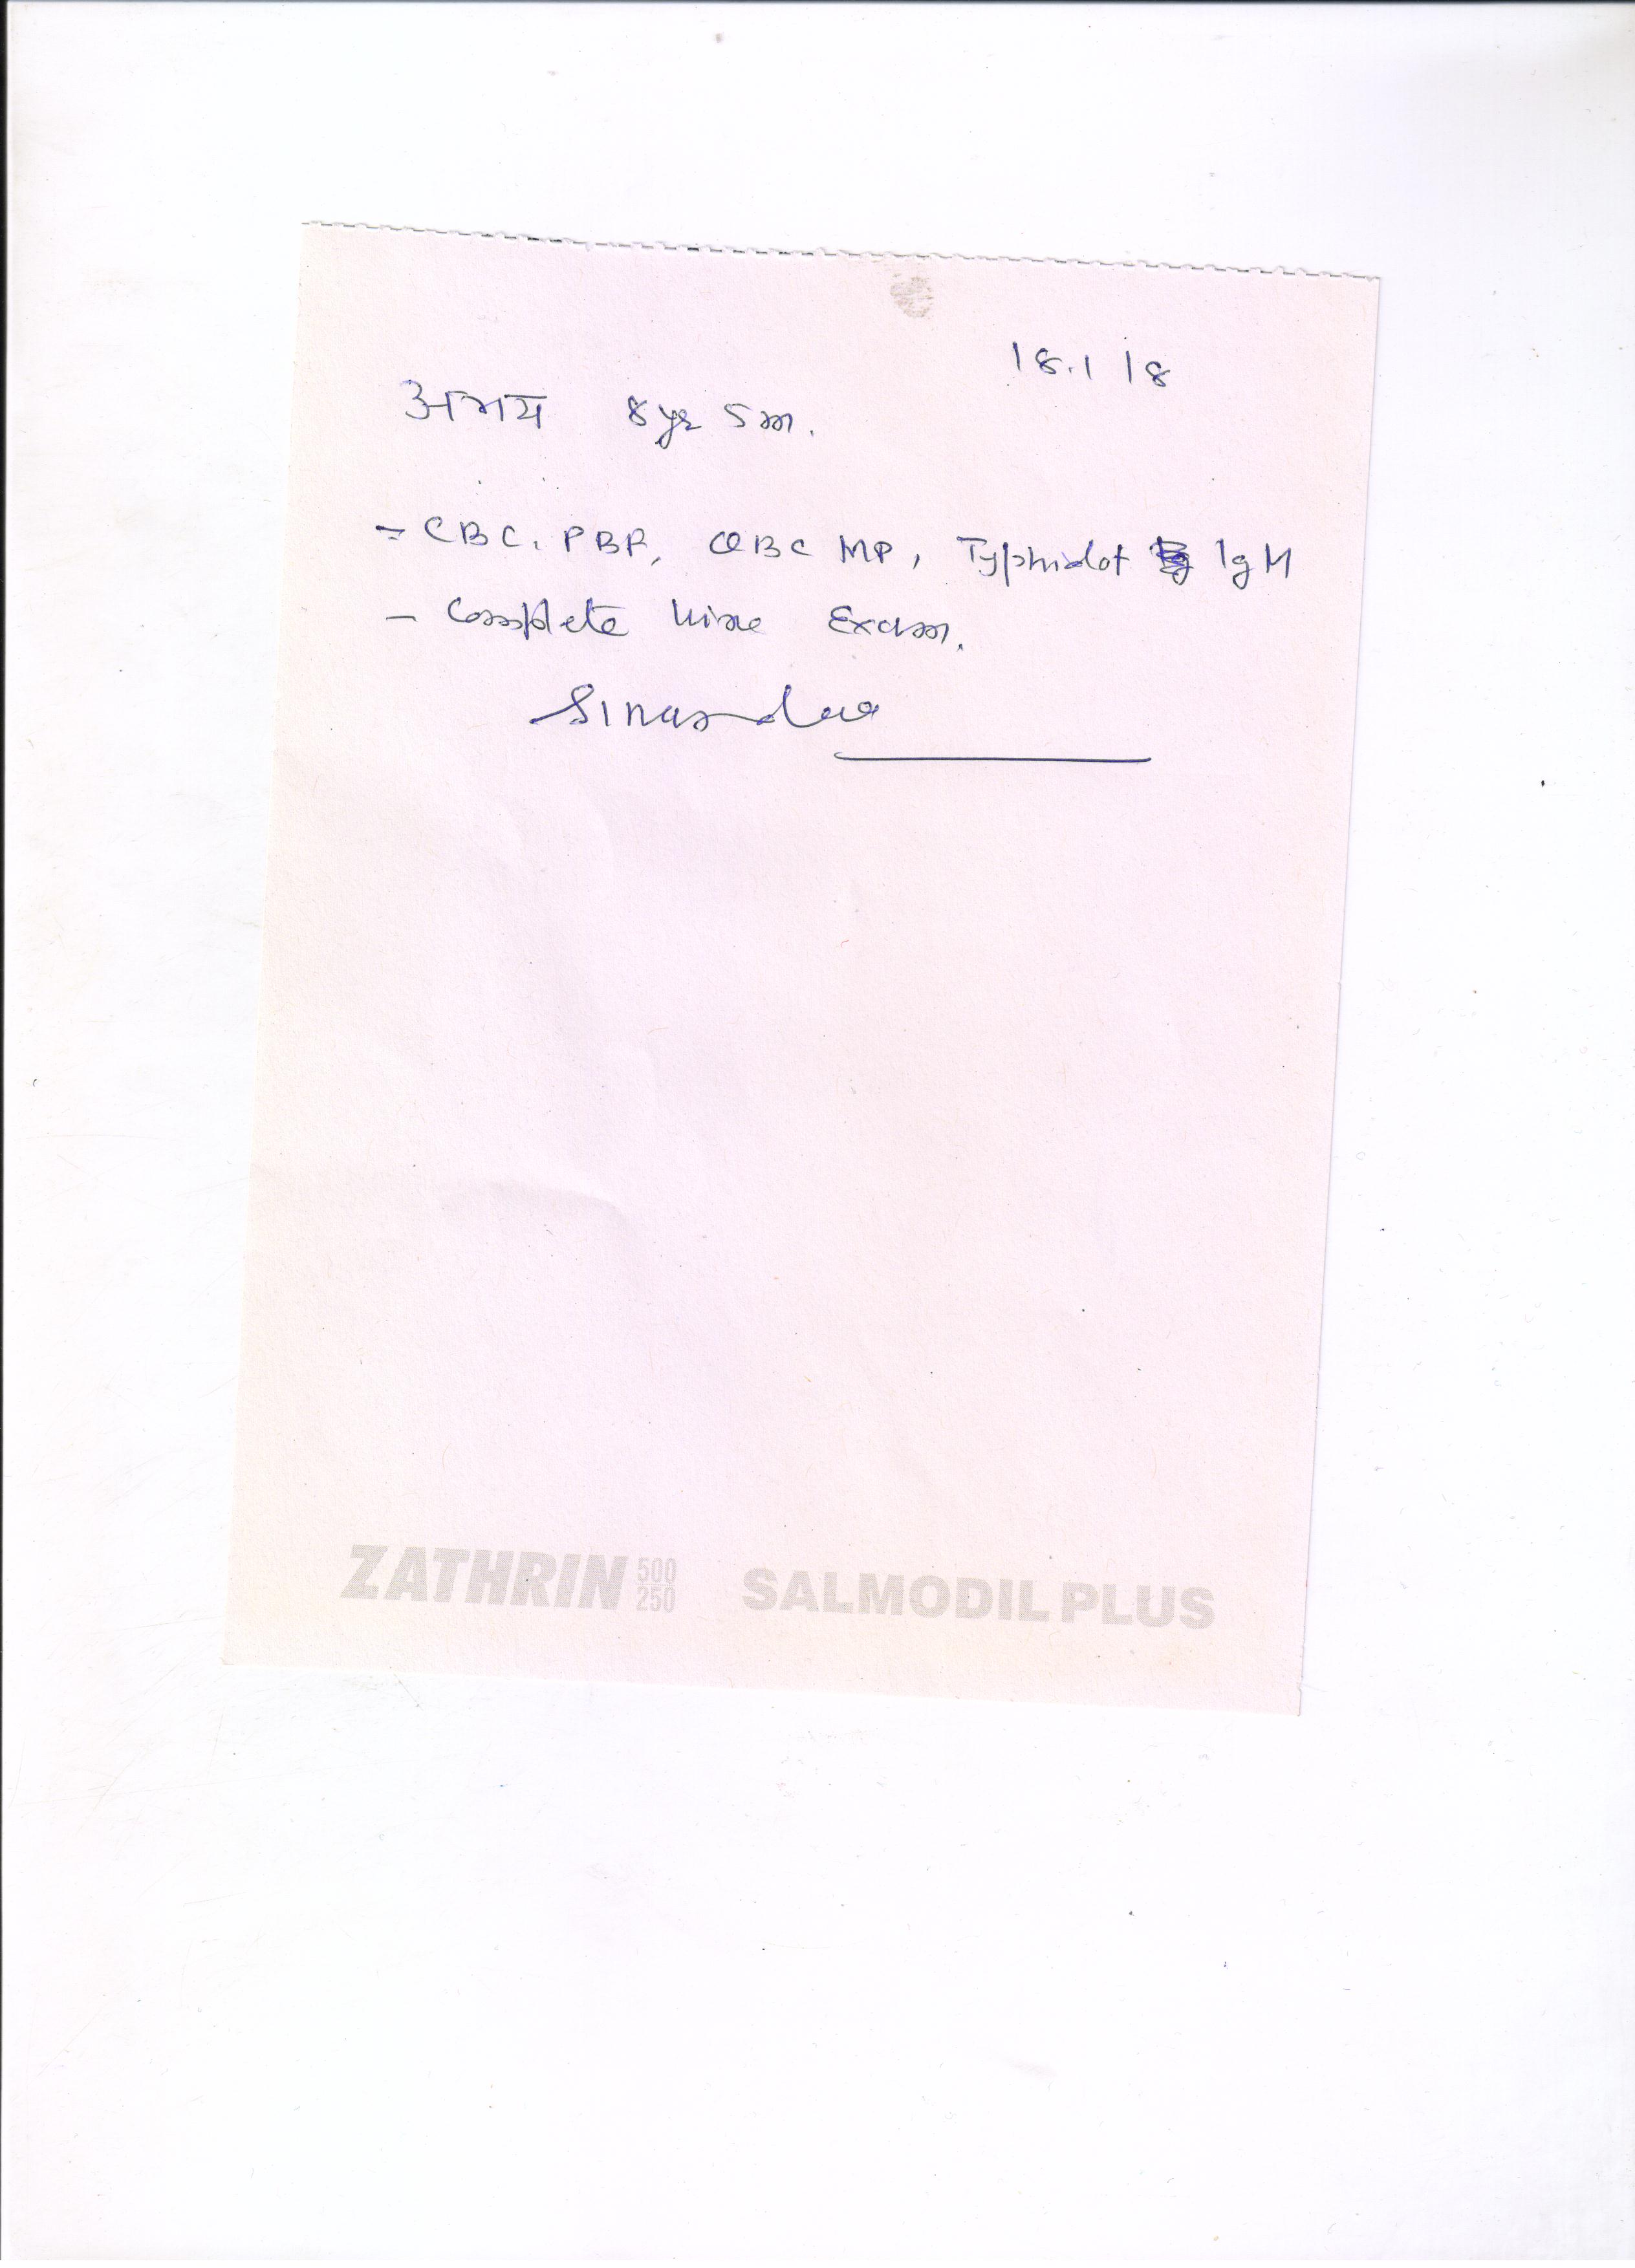 18.1 18
अभय 8 yr 5 m.
- CBC, PBF, QBC MP, Typhidot IgM
- Complete Urine Exam.
ZATHRIN 500 250 SALMODIL PLUS